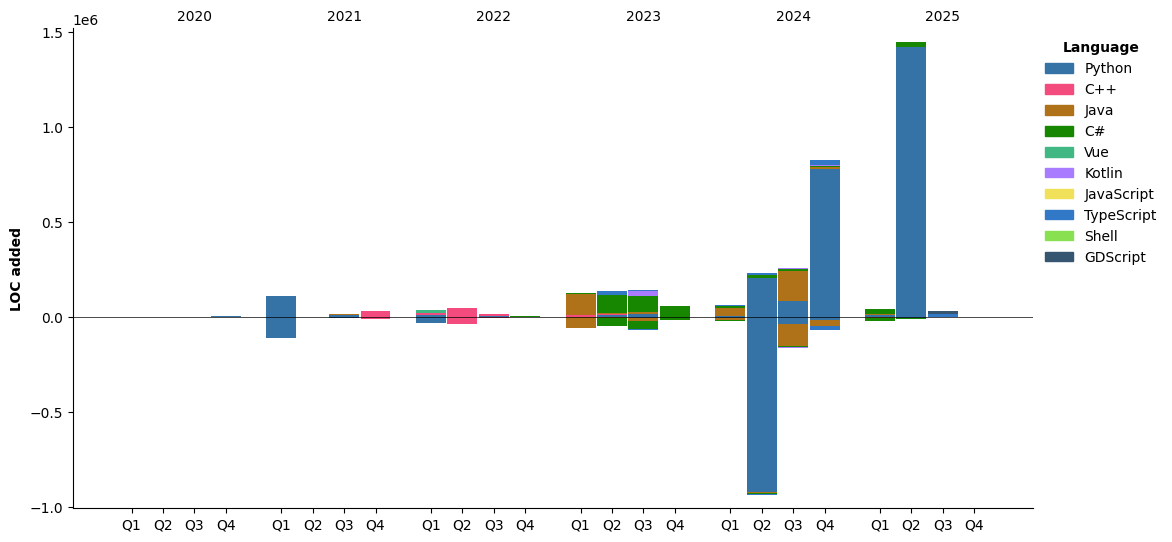 1e6
2020 2021 2022 2023 2024 2025
1.5
1.0
0.5
0.0
−0.5
−1.0
LOC added
Q1 Q2 Q3 Q4 Q1 Q2 Q3 Q4 Q1 Q2 Q3 Q4 Q1 Q2 Q3 Q4 Q1 Q2 Q3 Q4 Q1 Q2 Q3 Q4
Language
Python
C++
Java
C#
Vue
Kotlin
JavaScript
TypeScript
Shell
GDScript